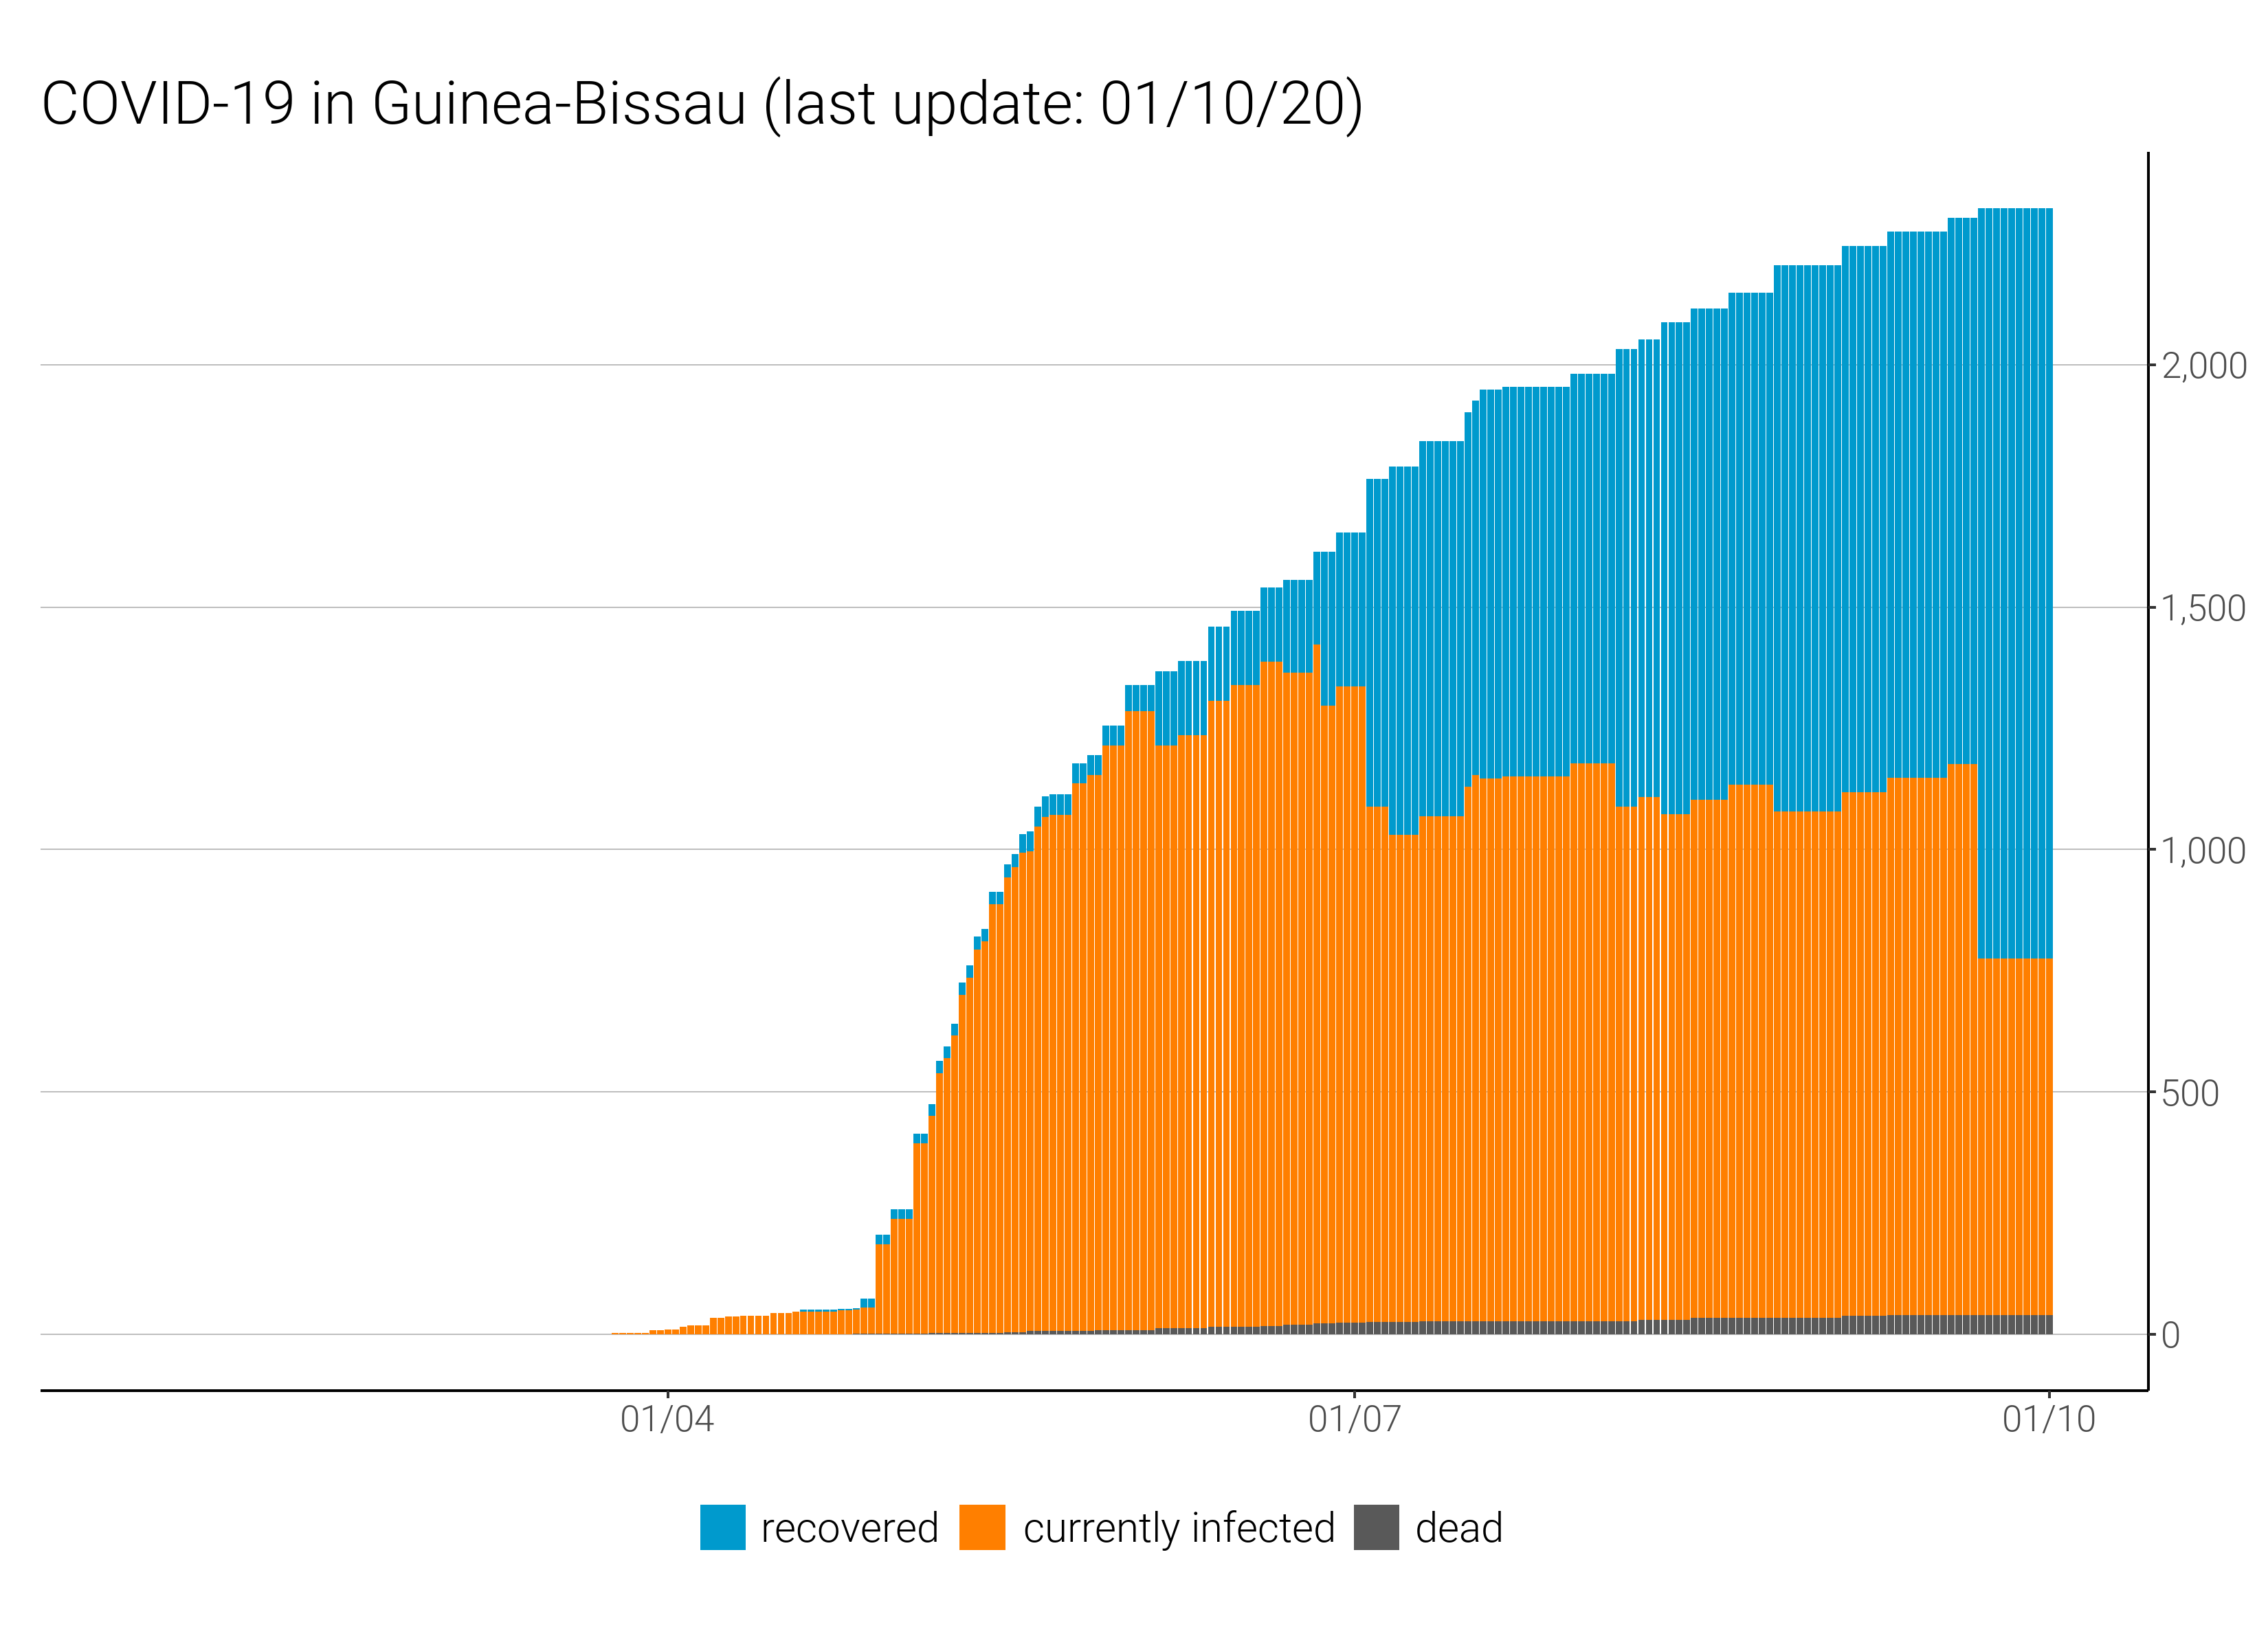 COVID-19 in Guinea-Bissau (last update: 01/10/20)
2,000
1,500
1,000
500
0
01/04 01/07 01/10
recovered currently infected dead